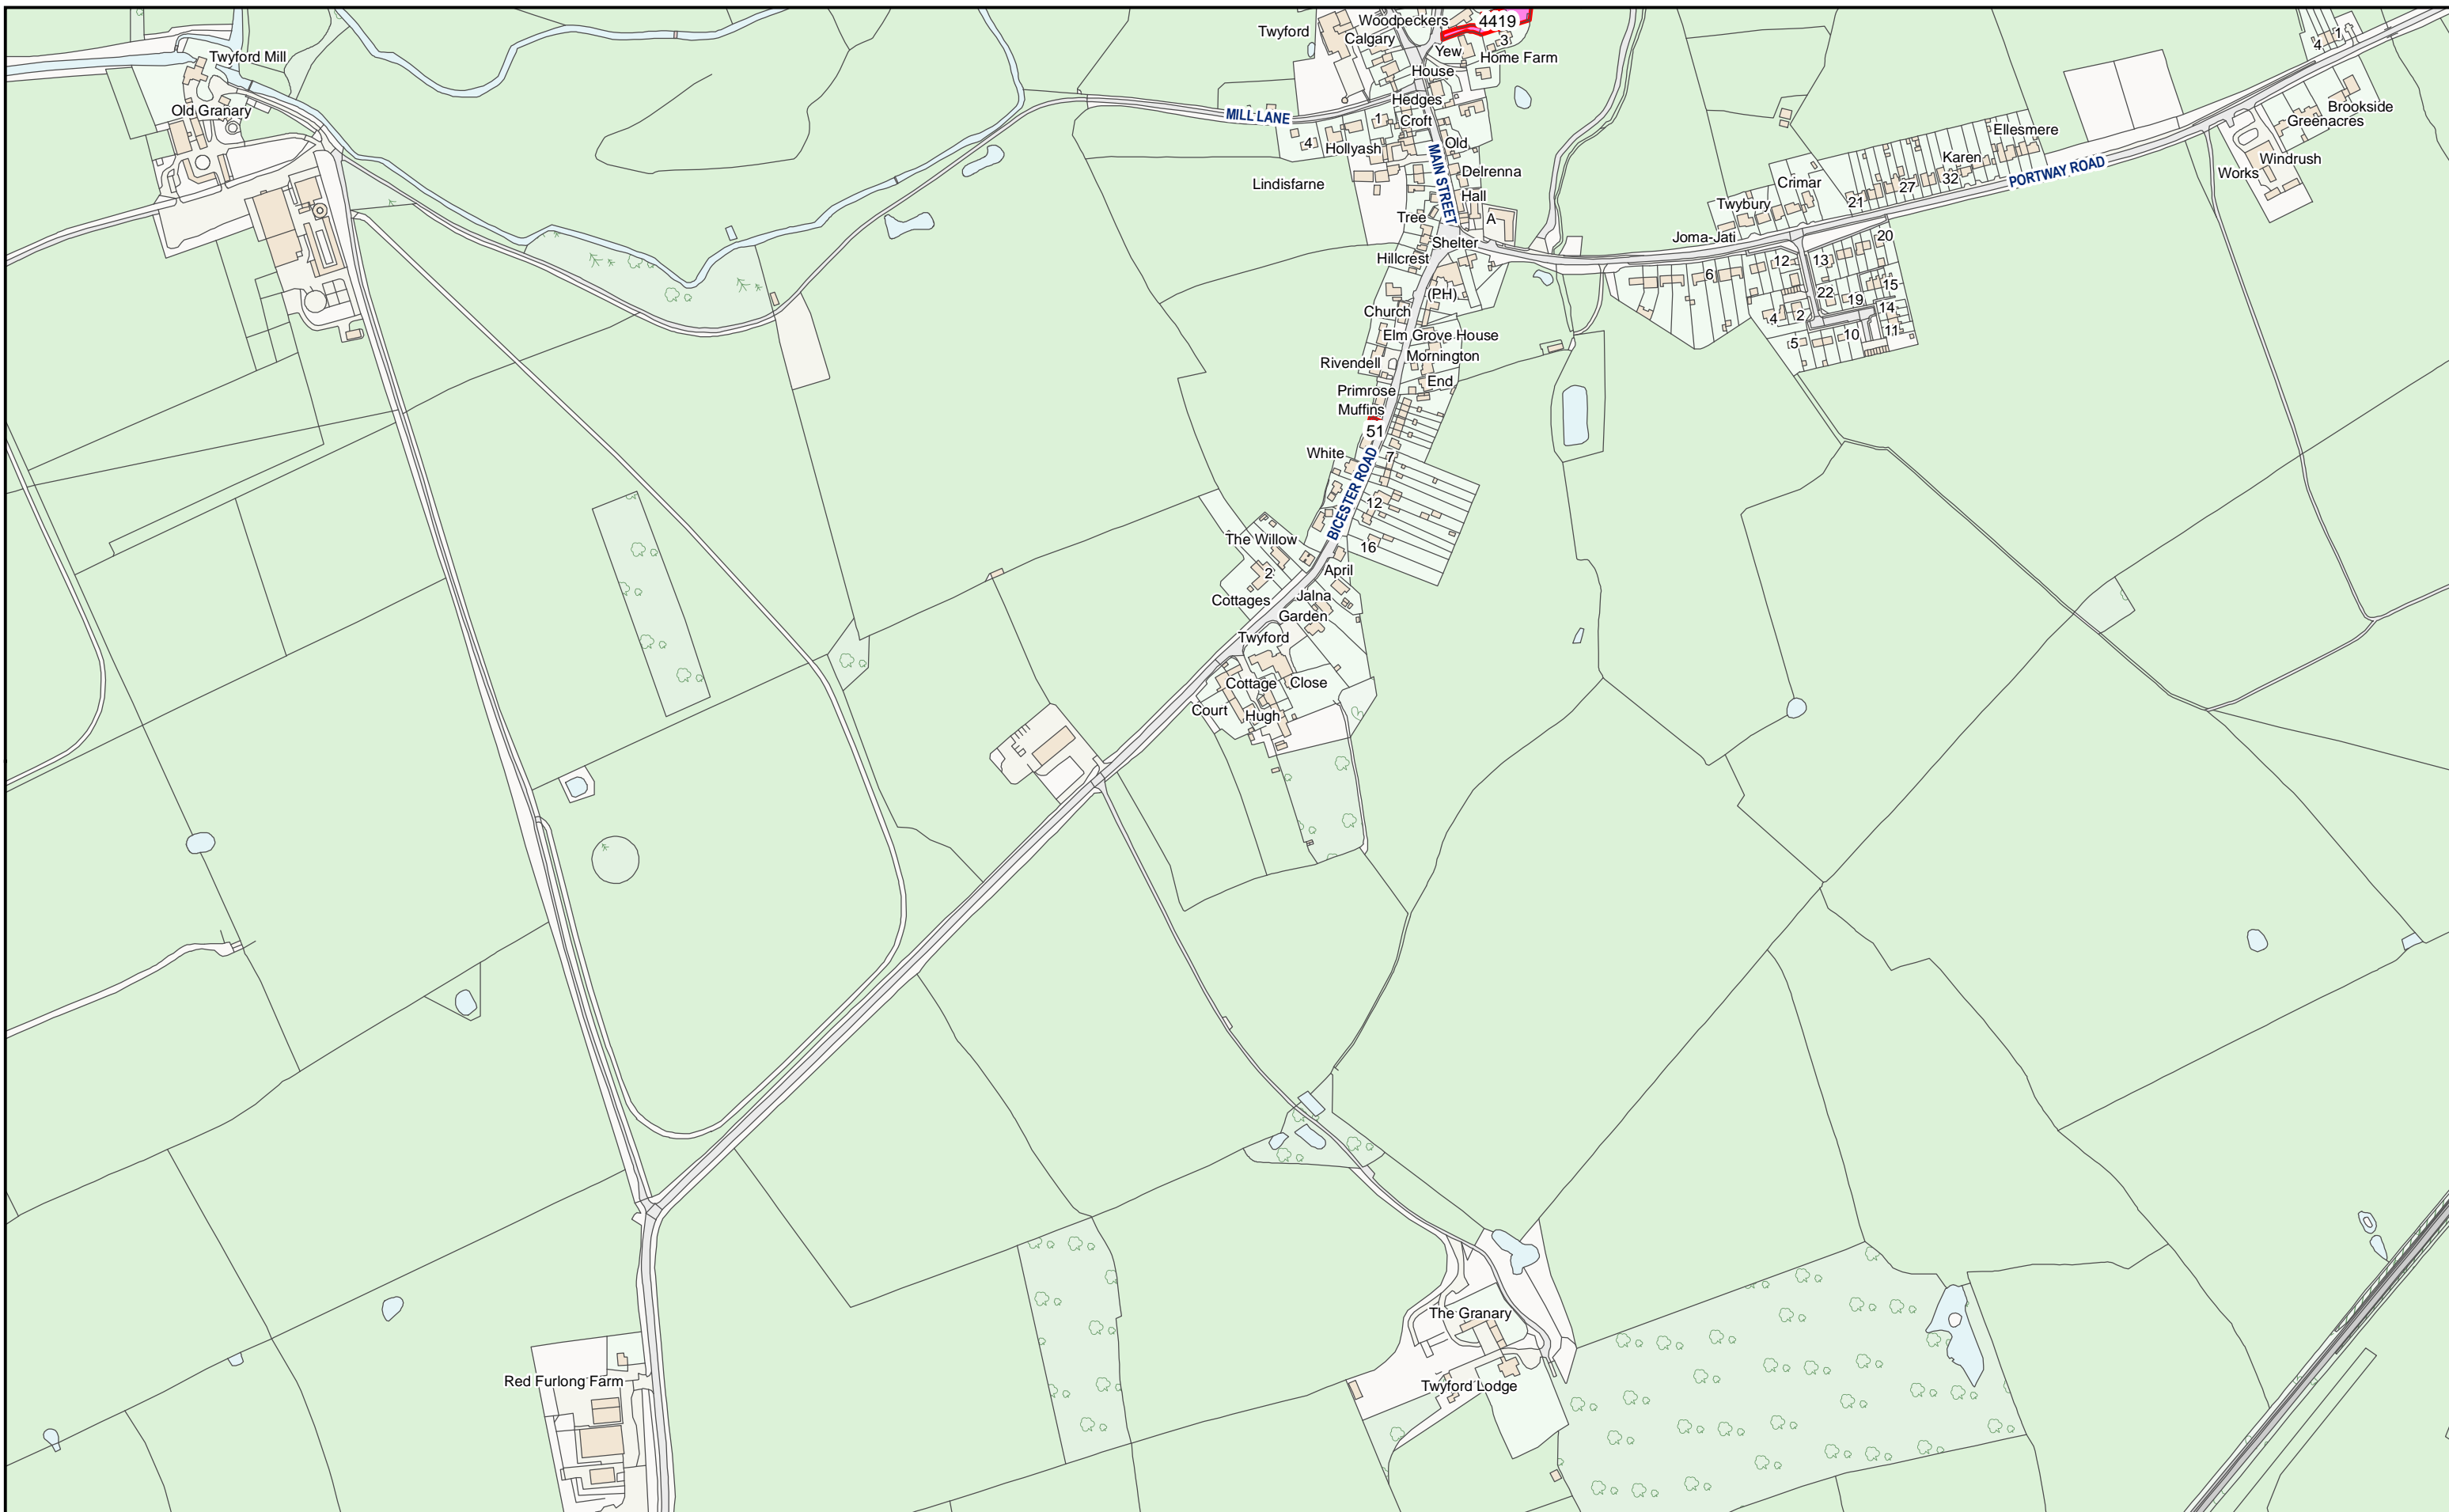 Woodpeckers
4419
Twyford
Calgary
3
Yew
Home Farm
4
1
Twyford Mill
House
Old Granary
Hedges
MILL LANE
1
Croft
Brookside
Greenacres
Ellesmere
4
Hollyash
Old
MAIN STREET
Karen
Windrush
Works
PORTWAY ROAD
Delrenna
Lindisfarne
Crimar
27
32
Hall
21
Twybury
Tree
A
Joma-Jati
20
Shelter
Hillcrest
12
13
6
15
(PH)
22
19
14
Church
4
2
11
10
5
Elm Grove House
Mornington
Rivendell
End
Primrose
Muffins
51
White
7
BICESTER ROAD
12
The Willow
16
2
April
Cottages
Jalna
Garden
Twyford
Cottage
Close
Court
Hugh
The Granary
Red Furlong Farm
Twyford Lodge